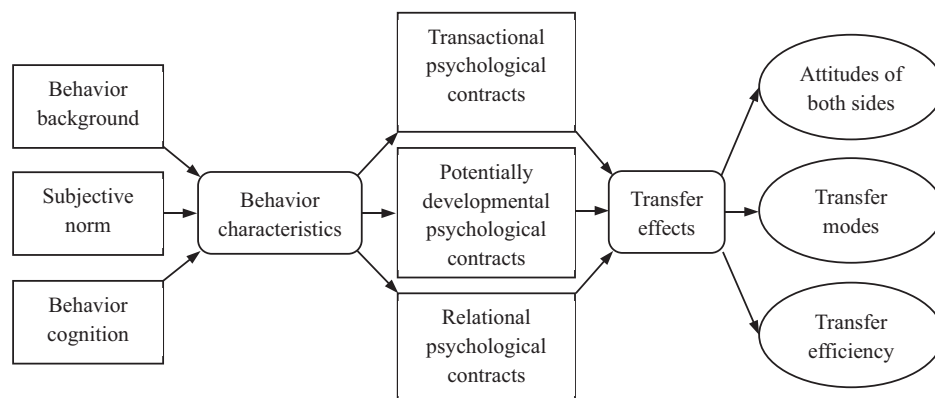 Behavior
background
Subjective
norm
Behavior
cognition
Behavior
characteristics
Transactional
psychological
contracts
Potentially
developmental
psychological
contracts
Relational
psychological
contracts
Transfer
effects
Attitudes of
both sides
Transfer
modes
Transfer
efficiency